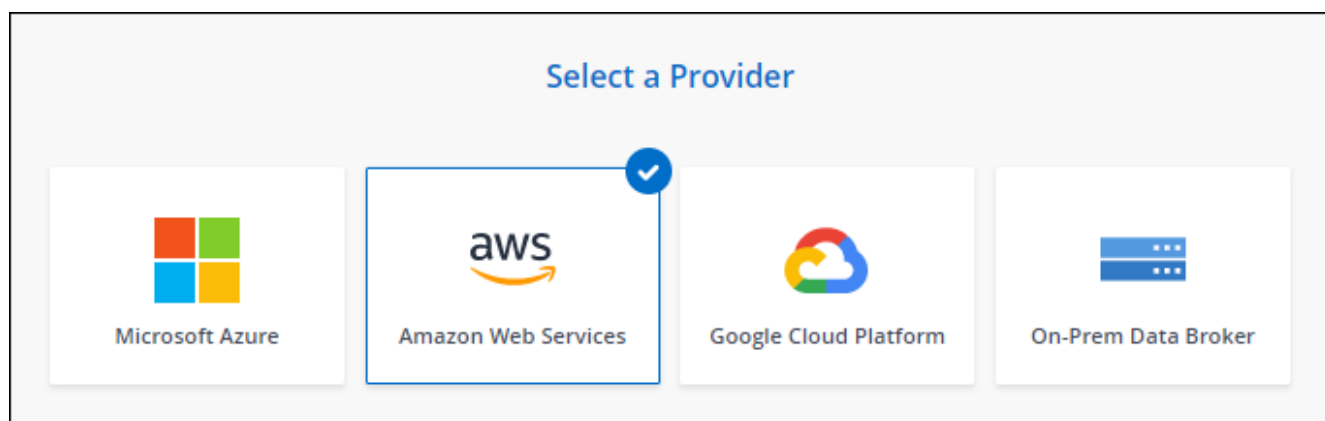 Select a Provider
aws
Microsoft Azure
Amazon Web Services
Google Cloud Platform
On-Prem Data Broker